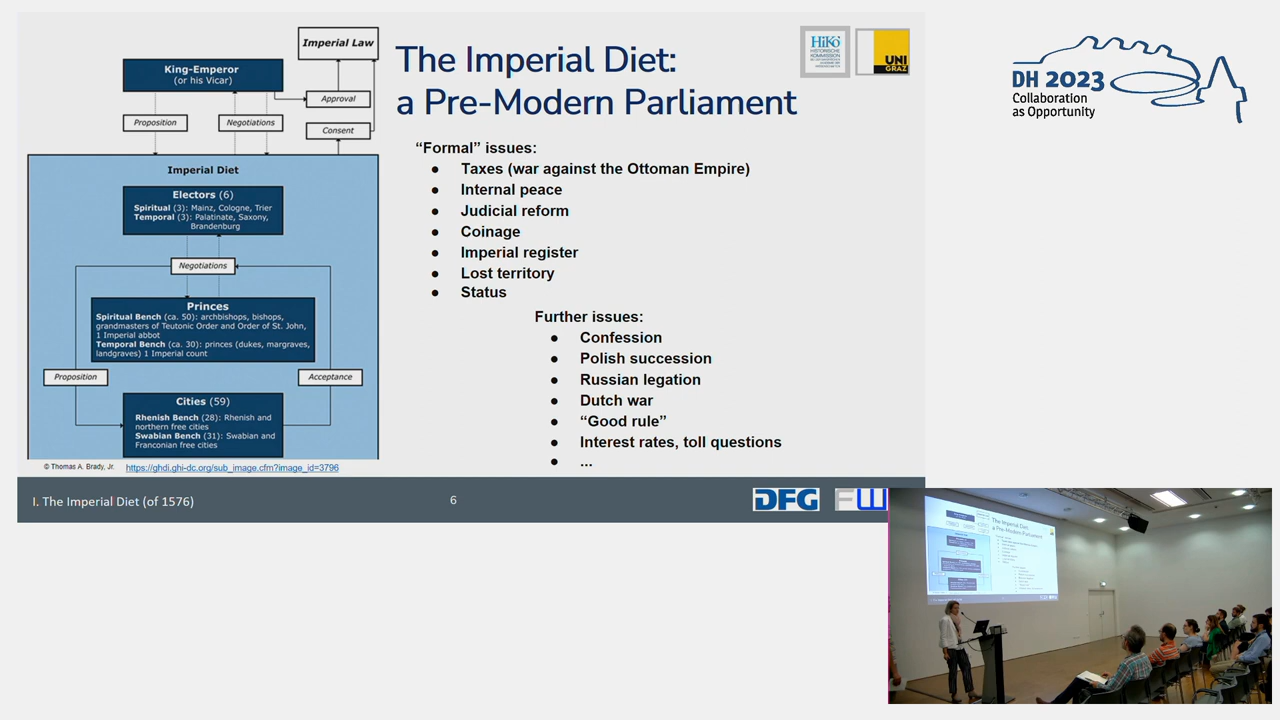 The Imperial Diet:
a Pre-Modern Parliament
HiKo
HISTORISCHE
KOMMISSION
UNI
GRAZ
DH 2023
Collaboration
as Opportunity
Imperial Law
King-Emperor
(or his Vicar)
Approval
Proposition
Negotiations
Consent
Imperial Diet
Electors (6)
Spiritual (3): Mainz, Cologne, Trier
Temporal (3): Palatinate, Saxony,
Brandenburg
Negotiations
Princes
Spiritual Bench (ca. 50): archbishops, bishops,
grandmasters of Teutonic Order and Order of St. John,
1 Imperial abbot
Temporal Bench (ca. 30): princes (dukes, margraves,
landgraves) 1 Imperial count
Proposition
Acceptance
Cities (59)
Rhenish Bench (28): Rhenish and
northern free cities
Swabian Bench (31): Swabian and
Franconian free cities
© Thomas A. Brady, Jr.
https://ghdi.ghi-dc.org/sub_image.cfm?image_id=3796
“Formal” issues:
● Taxes (war against the Ottoman Empire)
● Internal peace
● Judicial reform
● Coinage
● Imperial register
● Lost territory
● Status
Further issues:
● Confession
● Polish succession
● Russian legation
● Dutch war
● “Good rule”
● Interest rates, toll questions
● ...
I. The Imperial Diet (of 1576)
6
DFG
FW
The Imperial Diet:
a Pre-Modern Parliament